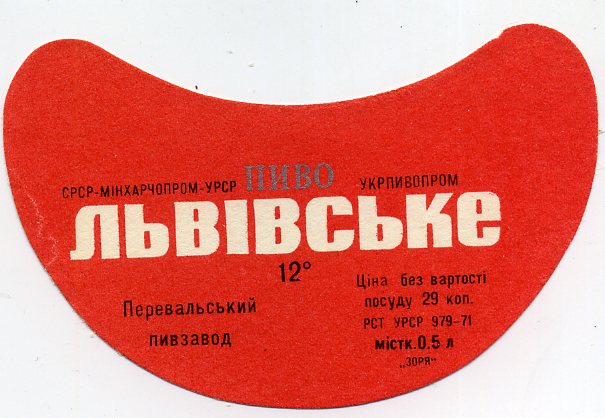 СРСР-МІНХАРЧОПРОМ-УРСР ПИВО УКРПИВОПРОМ
ЛЬВІВСЬКЕ
12°
Перевальський
пивзавод
Ціна без вартості
посуду 29 коп.
РСТ УРСР 979-71
містк. 0,5 л
„ЗОРЯ"